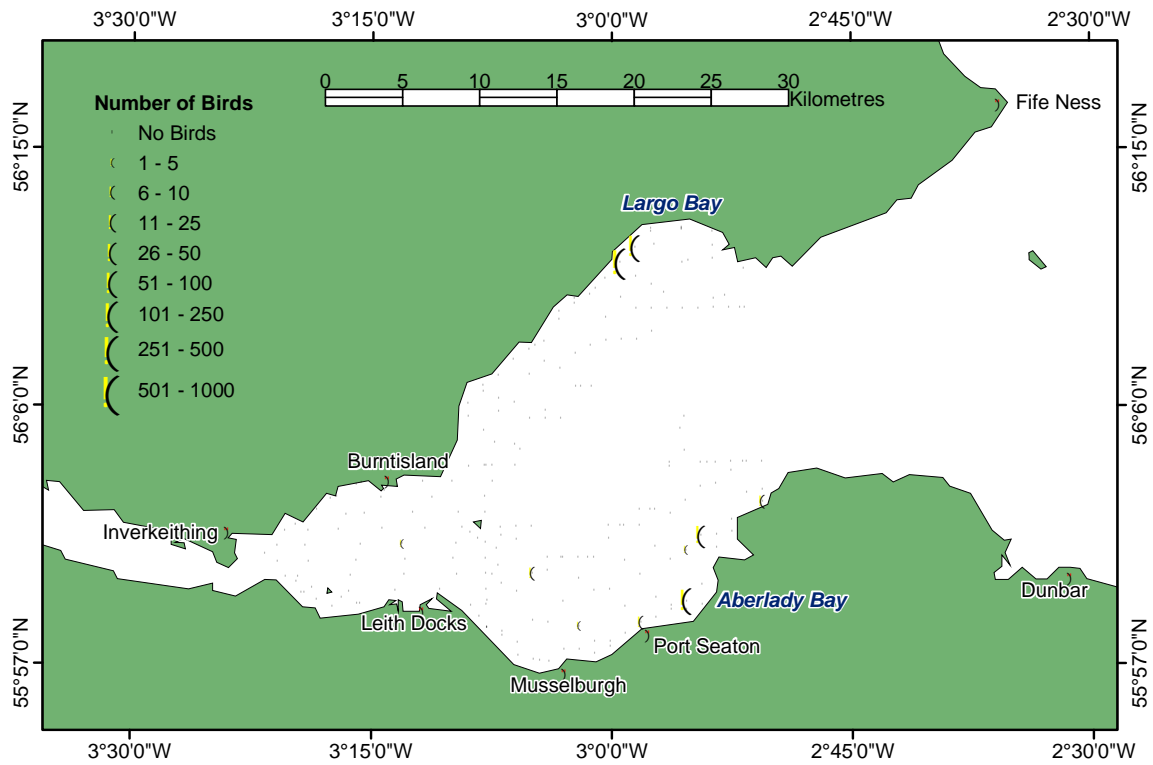 3°30'0"W 3°15'0"W 3°00'0"W 2°45'0"W 2°30'0"W
0 5 10 15 20 25 30
Kilometres
Number of Birds
No Birds
1 - 5
6 - 10
11 - 25
26 - 50
51 - 100
101 - 250
251 - 500
501 - 1000
Fife Ness
56°15'0"N 56°15'0"N
Largo Bay
56°6'0"N 56°6'0"N
Burntisland
Inverkeithing
Dunbar
Aberlady Bay
Leith Docks
Port Seaton
55°57'0"N 55°57'0"N
Musselburgh
3°30'0"W 3°15'0"W 3°00'0"W 2°45'0"W 2°30'0"W